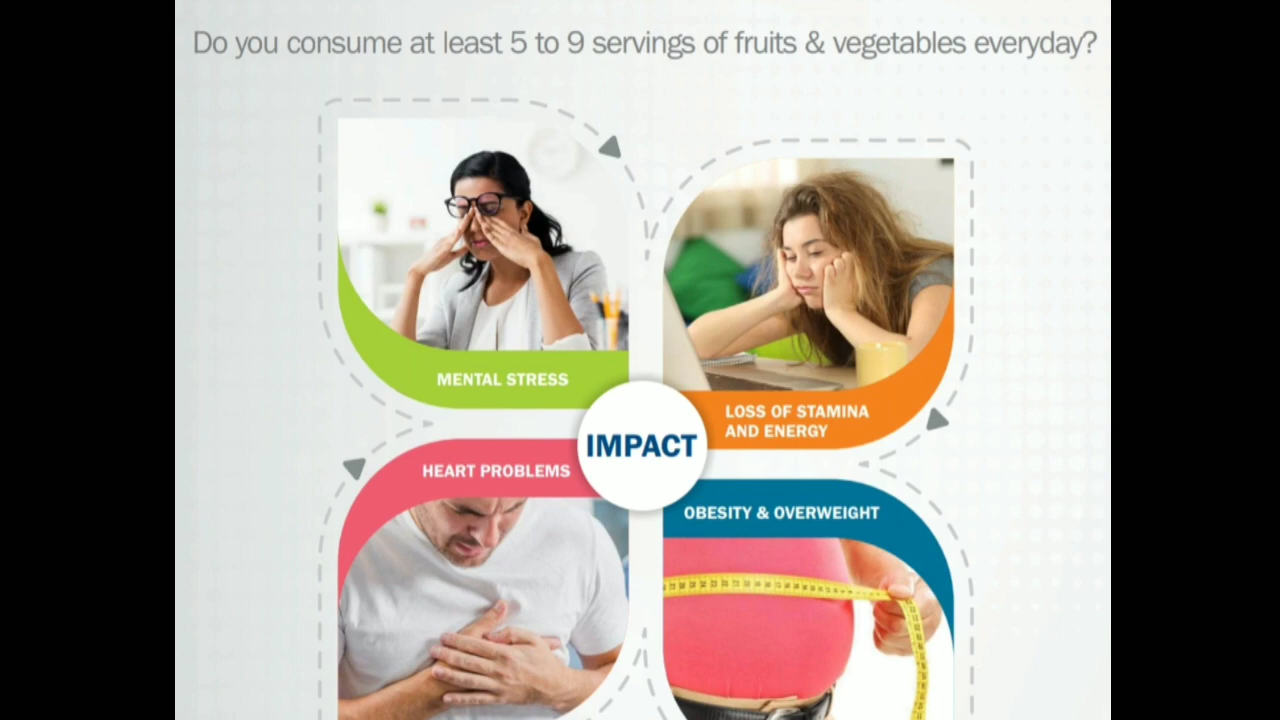 Do you consume at least 5 to 9 servings of fruits & vegetables everyday?
MENTAL STRESS
LOSS OF STAMINA
AND ENERGY
IMPACT
HEART PROBLEMS
OBESITY & OVERWEIGHT